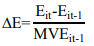 ΔE= (E_it-E_it-1) / (MVE_it-1)